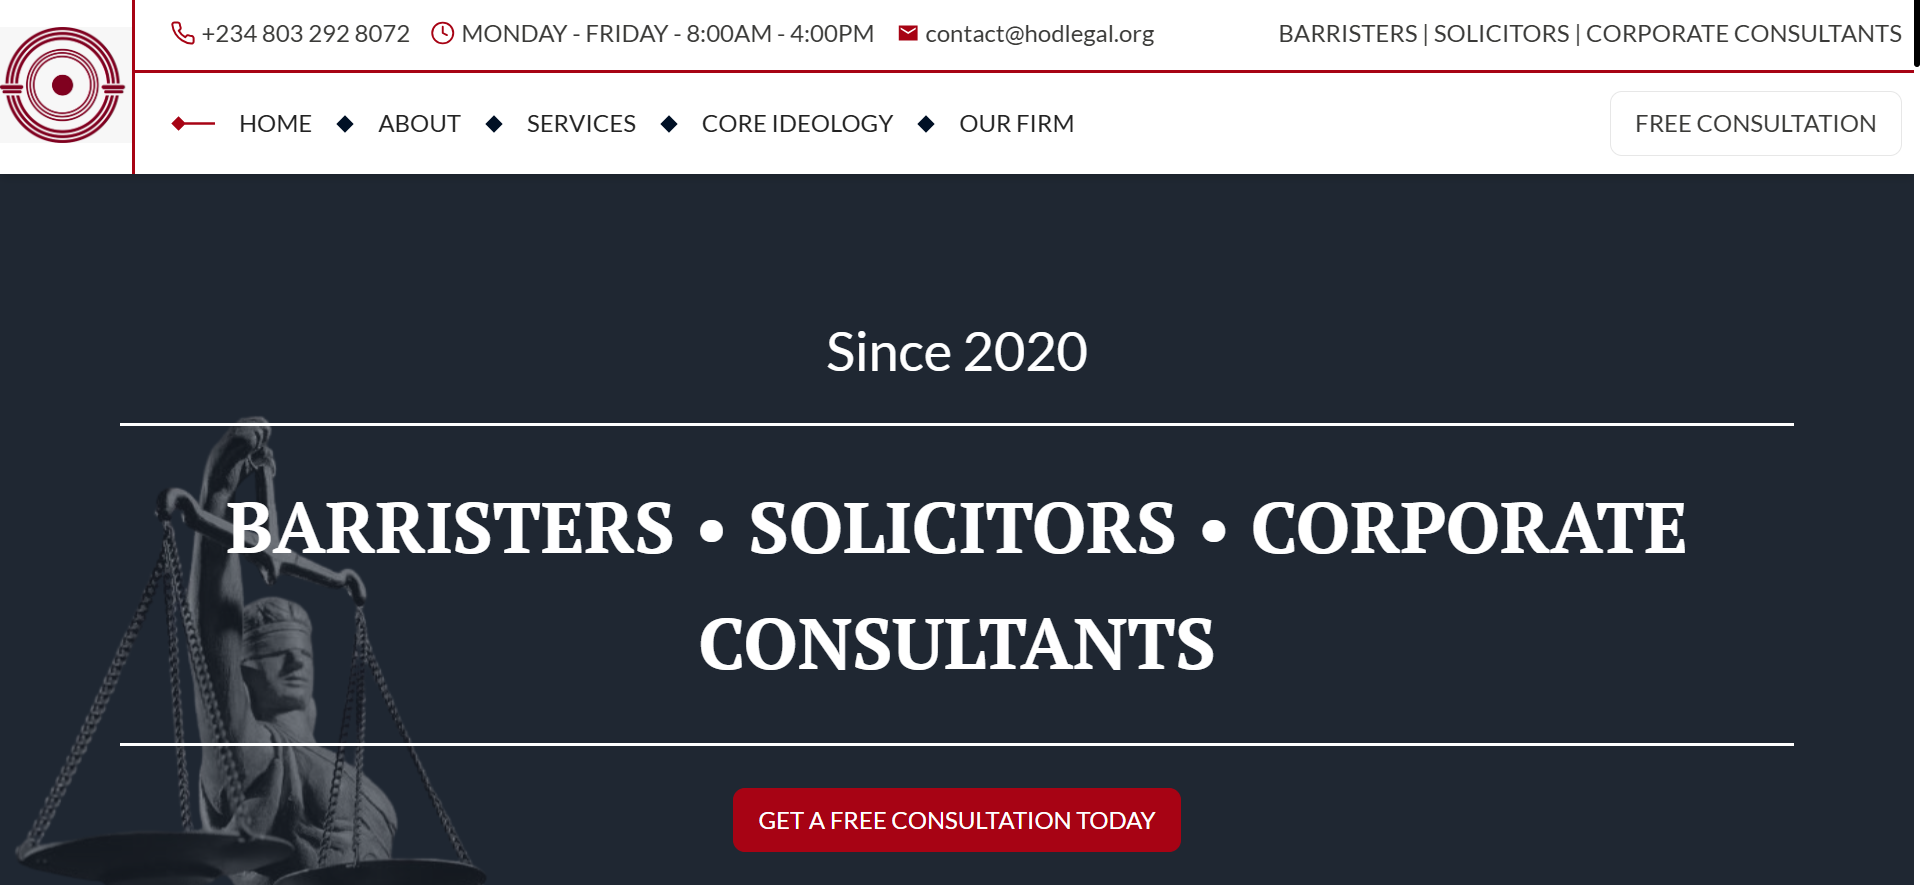 +234 803 292 8072 MONDAY - FRIDAY - 8:00AM - 4:00PM contact@hodlegal.org BARRISTERS | SOLICITORS | CORPORATE CONSULTANTS
HOME ABOUT SERVICES CORE IDEOLOGY OUR FIRM FREE CONSULTATION
Since 2020
BARRISTERS • SOLICITORS • CORPORATE
CONSULTANTS
GET A FREE CONSULTATION TODAY